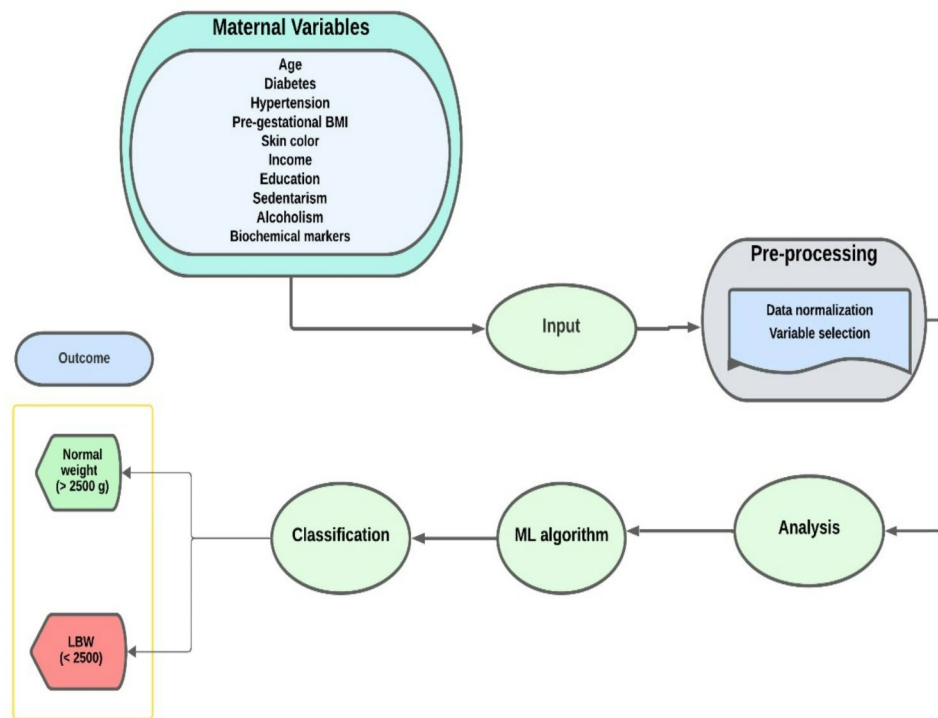 Maternal Variables
Age
Diabetes
Hypertension
Pre-gestational BMI
Skin color
Income
Education
Sedentarism
Alcoholism
Biochemical markers
Input
Pre-processing
Data normalization
Variable selection
Analysis
ML algorithm
Classification
Outcome
Normal
weight
(> 2500 g)
LBW
(< 2500)